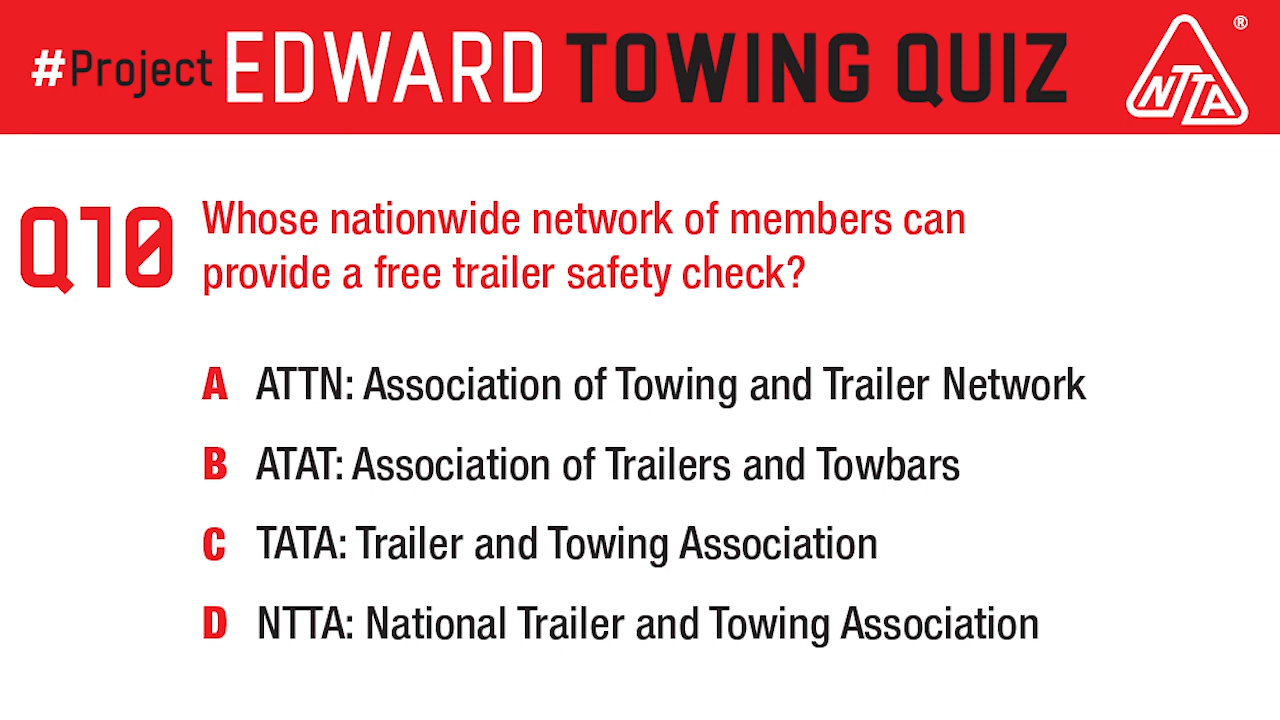 #Project EDWARD TOWING QUIZ
NTTA ®
Q10 Whose nationwide network of members can
provide a free trailer safety check?
A ATTN: Association of Towing and Trailer Network
B ATAT: Association of Trailers and Towbars
C TATA: Trailer and Towing Association
D NTTA: National Trailer and Towing Association